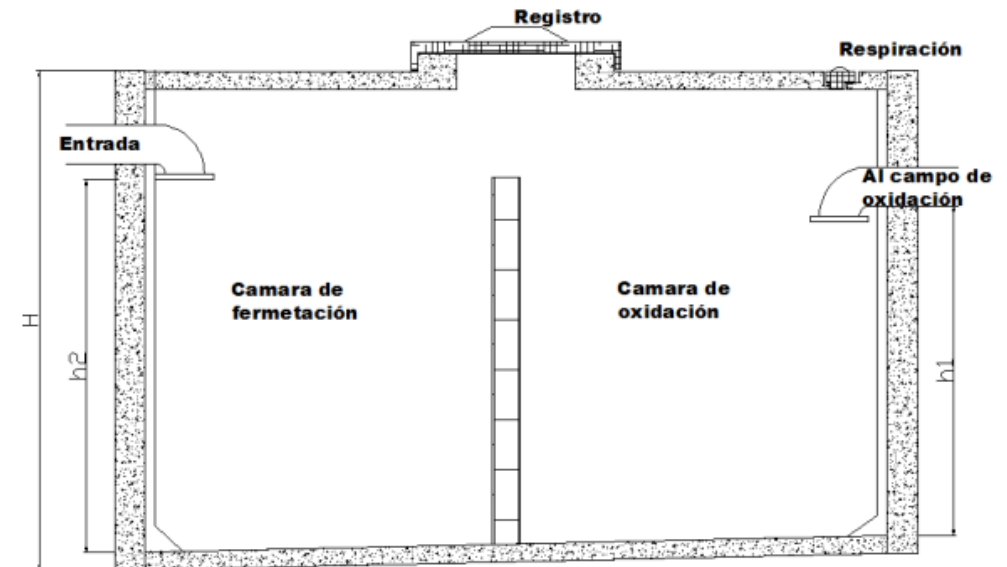 Registro
Respiración
Entrada
Al campo de
oxidación
Camara de
fermetación
Camara de
oxidación
H
h2
h1